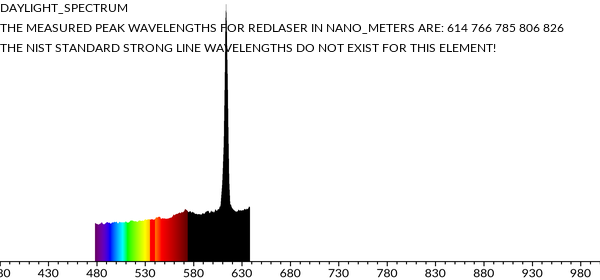 DAYLIGHT_SPECTRUM
THE MEASURED PEAK WAVELENGTHS FOR REDLASER IN NANO_METERS ARE: 614 766 785 806 826
THE NIST STANDARD STRONG LINE WAVELENGTHS DO NOT EXIST FOR THIS ELEMENT!
80 430 480 530 580 630 680 730 780 830 880 930 980